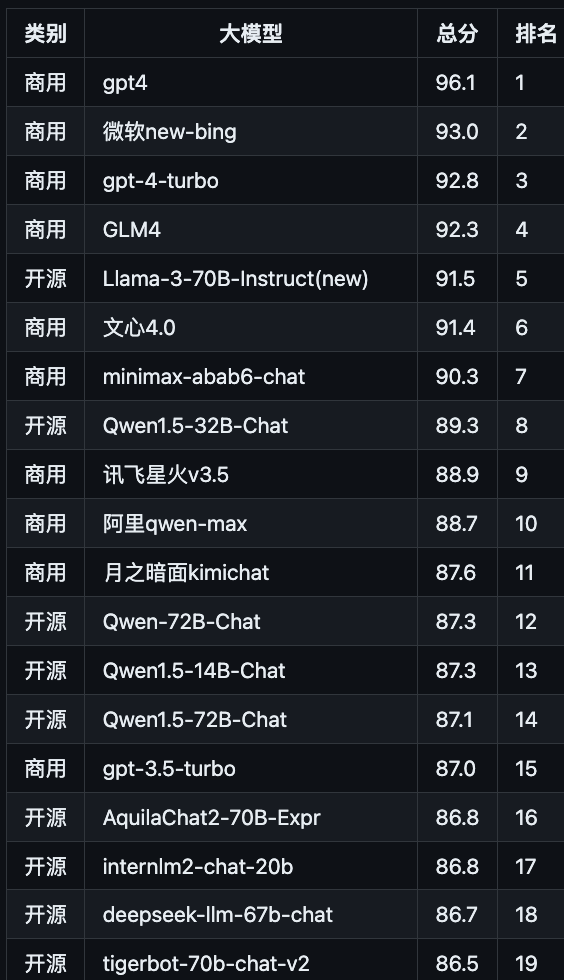 类别 大模型 总分 排名
商用 gpt4 96.1 1
商用 微软new-bing 93.0 2
商用 gpt-4-turbo 92.8 3
商用 GLM4 92.3 4
开源 Llama-3-70B-Instruct(new) 91.5 5
商用 文心4.0 91.4 6
商用 minimax-abab6-chat 90.3 7
开源 Qwen1.5-32B-Chat 89.3 8
商用 讯飞星火v3.5 88.9 9
商用 阿里qwen-max 88.7 10
商用 月之暗面kimichat 87.6 11
开源 Qwen-72B-Chat 87.3 12
开源 Qwen1.5-14B-Chat 87.3 13
开源 Qwen1.5-72B-Chat 87.1 14
商用 gpt-3.5-turbo 87.0 15
开源 AquilaChat2-70B-Expr 86.8 16
开源 internlm2-chat-20b 86.8 17
开源 deepseek-llm-67b-chat 86.7 18
开源 tigerbot-70b-chat-v2 86.5 19